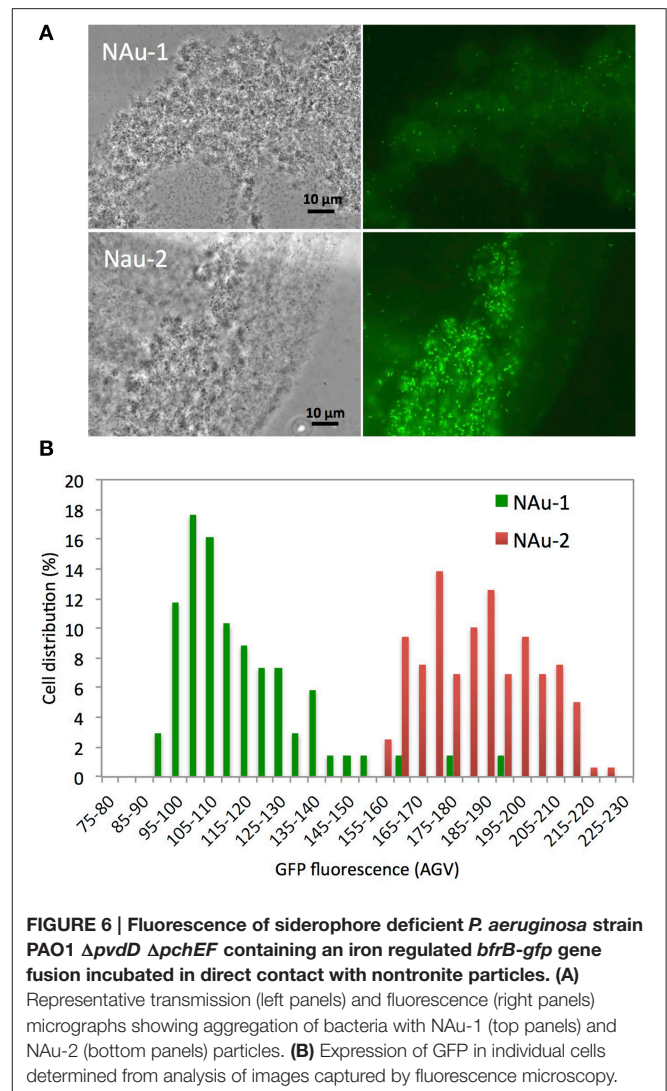 A
NAu-1
10 µm
Nau-2
10 µm
B
20
18
16
14
12
10
8
6
4
2
0
Cell distribution (%)
NAu-1
NAu-2
75-80
85-90
95-100
105-110
115-120
125-130
135-140
145-150
155-160
165-170
175-180
185-190
195-200
205-210
215-220
225-230
GFP fluorescence (AGV)
FIGURE 6 | Fluorescence of siderophore deficient P. aeruginosa strain
PAO1 ΔpvdD ΔpchEF containing an iron regulated bfrB-gfp gene
fusion incubated in direct contact with nontronite particles. (A)
Representative transmission (left panels) and fluorescence (right panels)
micrographs showing aggregation of bacteria with NAu-1 (top panels) and
NAu-2 (bottom panels) particles. (B) Expression of GFP in individual cells
determined from analysis of images captured by fluorescence microscopy.